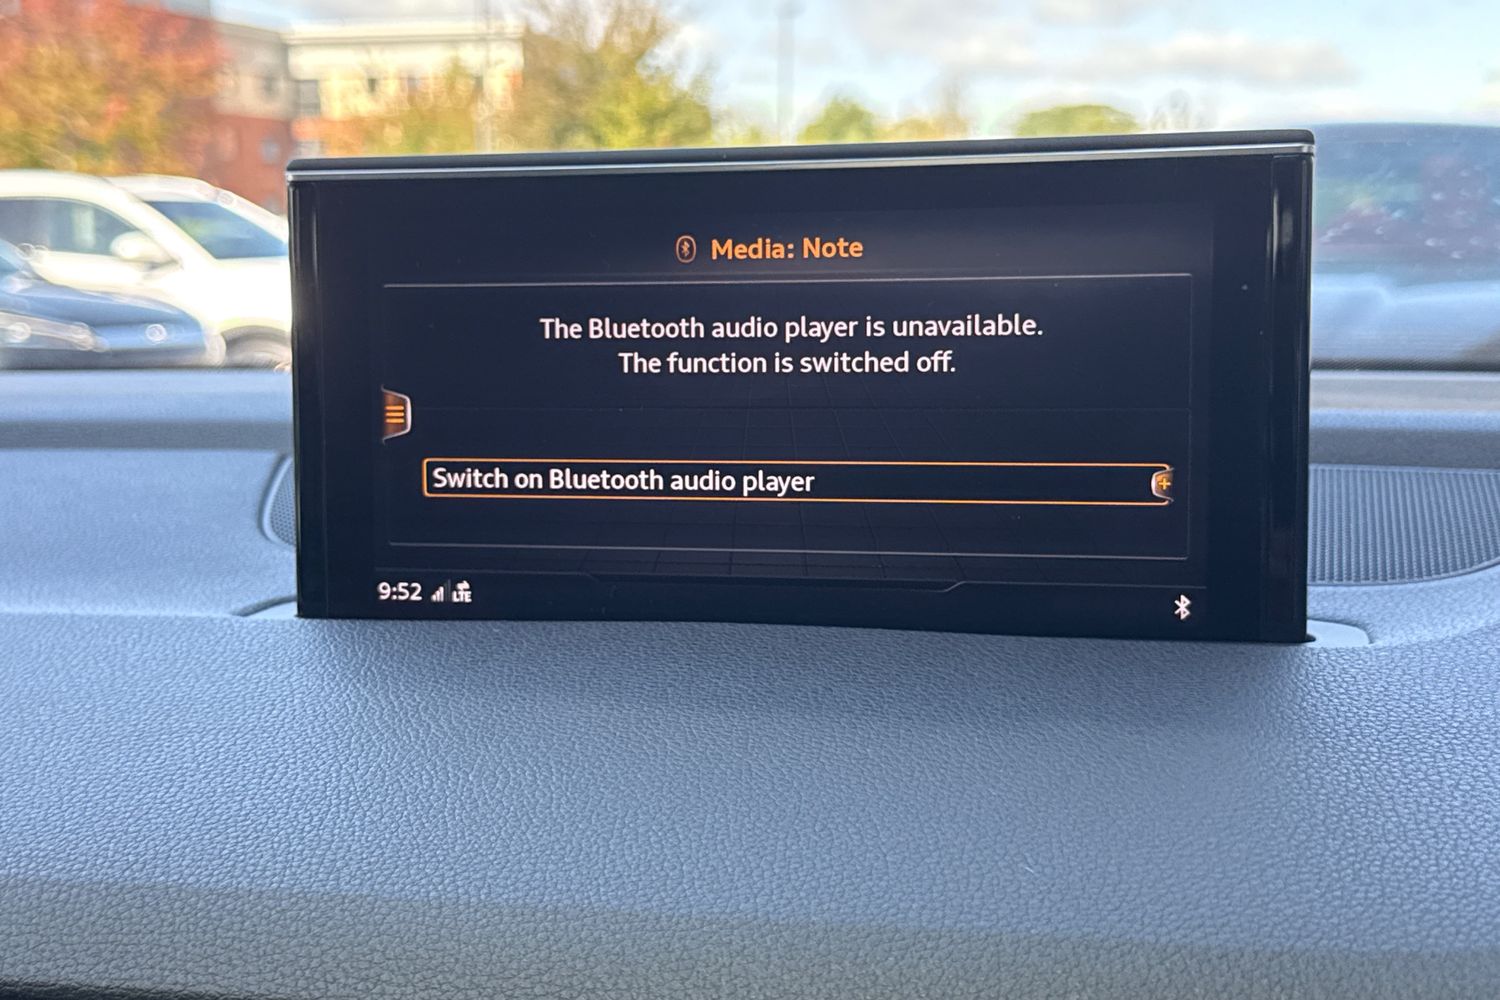 Media: Note
The Bluetooth audio player is unavailable.
The function is switched off.
Switch on Bluetooth audio player
9:52 LTE